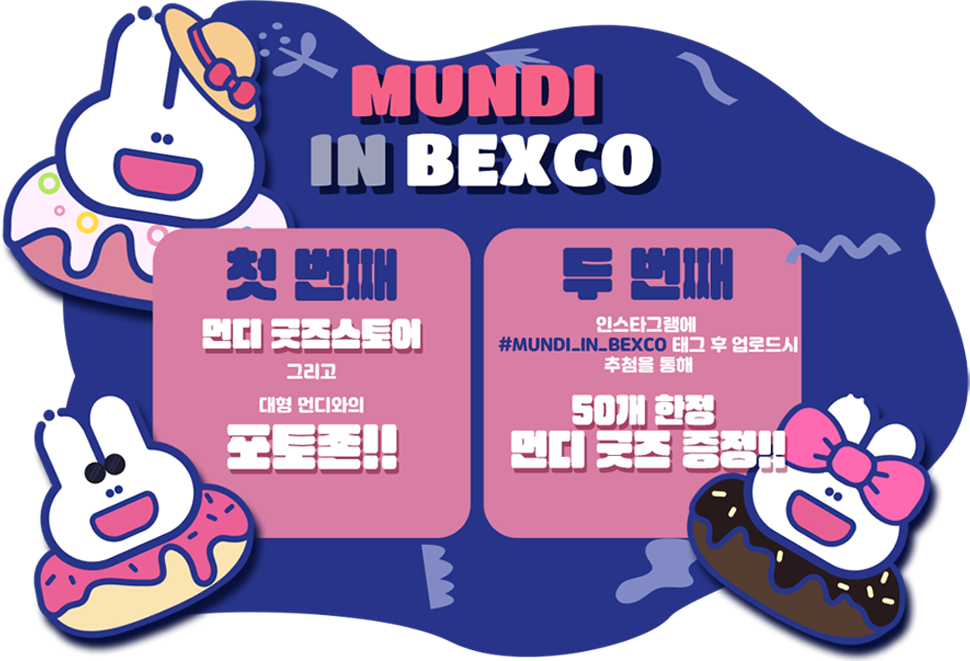 MUNDI
IN BEXCO
첫 번째
먼디 굿즈스토어
그리고
대형 먼디와의
포토존!!
두 번째
인스타그램에
#MUNDI_IN_BEXCO 태그 후 업로드시
추첨을 통해
50개 한정
먼디 굿즈 증정!!